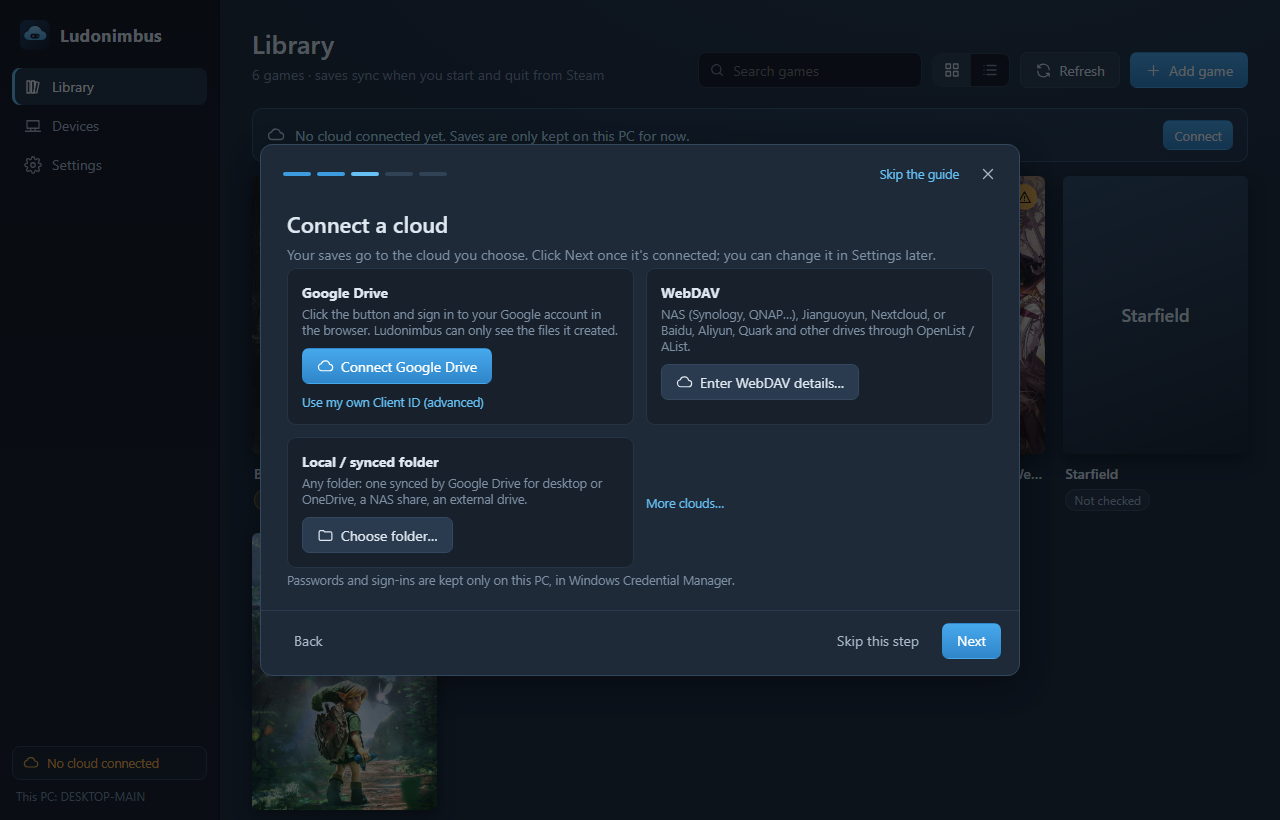 Ludonimbus
Library
Devices
Settings
No cloud connected
This PC: DESKTOP-MAIN
Library
6 games · saves sync when you start and quit from Steam
Search games
Refresh
Add game
No cloud connected yet. Saves are only kept on this PC for now.
Connect
Skip the guide
Connect a cloud
Your saves go to the cloud you choose. Click Next once it's connected; you can change it in Settings later.
Google Drive
Click the button and sign in to your Google account in
the browser. Ludonimbus can only see the files it created.
Connect Google Drive
Use my own Client ID (advanced)
WebDAV
NAS (Synology, QNAP...), Jianguoyun, Nextcloud, or
Baidu, Aliyun, Quark and other drives through OpenList /
AList.
Enter WebDAV details...
Local / synced folder
Any folder: one synced by Google Drive for desktop or
OneDrive, a NAS share, an external drive.
Choose folder...
More clouds...
Passwords and sign-ins are kept only on this PC, in Windows Credential Manager.
Back
Skip this step
Next
Starfield
Starfield
Not checked